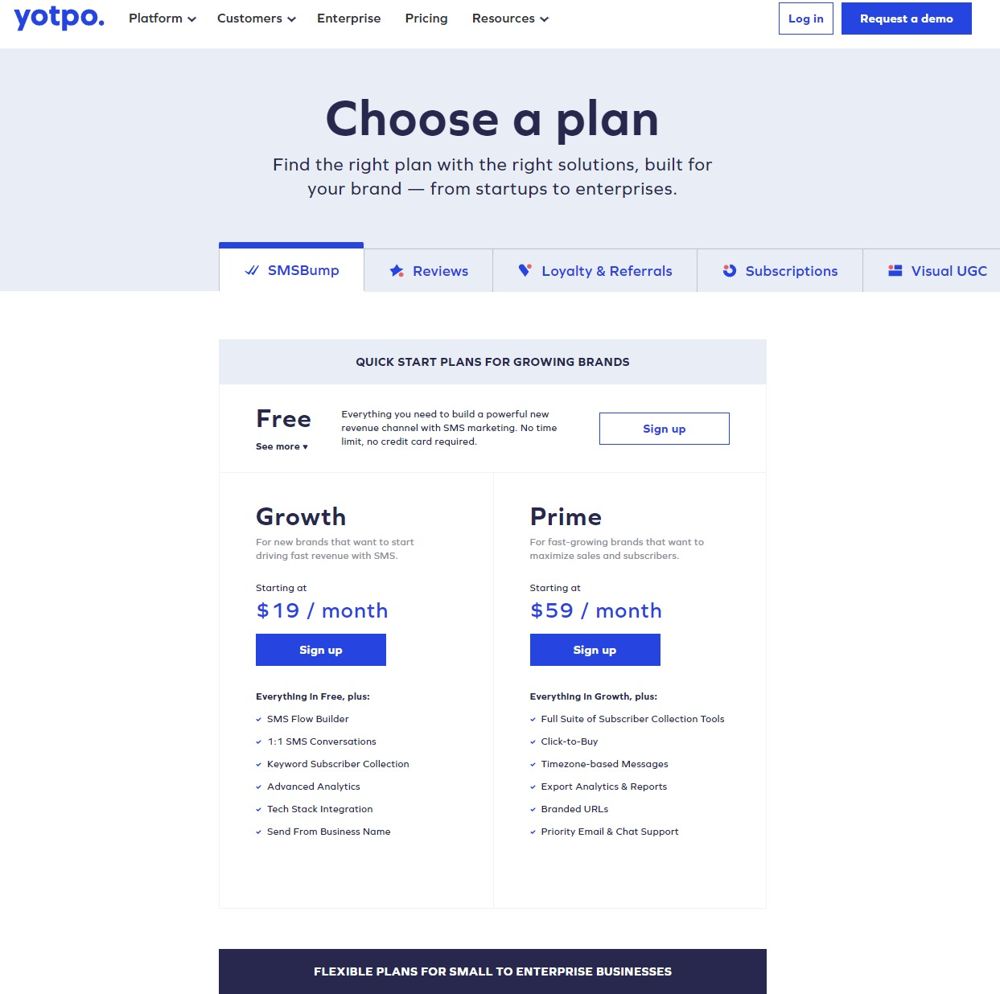 yotpo.
Platform
Customers
Enterprise
Pricing
Resources
Log in
Request a demo
Choose a plan
Find the right plan with the right solutions, built for
your brand — from startups to enterprises.
SMSBump
Reviews
Loyalty & Referrals
Subscriptions
Visual UGC
QUICK START PLANS FOR GROWING BRANDS
Free
See more ▾
Everything you need to build a powerful new
revenue channel with SMS marketing. No time
limit, no credit card required.
Sign up
Growth
For new brands that want to start
driving fast revenue with SMS.
Starting at
$19 / month
Sign up
Everything in Free, plus:
SMS Flow Builder
1:1 SMS Conversations
Keyword Subscriber Collection
Advanced Analytics
Tech Stack Integration
Send From Business Name
Prime
For fast-growing brands that want to
maximize sales and subscribers.
Starting at
$59 / month
Sign up
Everything in Growth, plus:
Full Suite of Subscriber Collection Tools
Click-to-Buy
Timezone-based Messages
Export Analytics & Reports
Branded URLs
Priority Email & Chat Support
FLEXIBLE PLANS FOR SMALL TO ENTERPRISE BUSINESSES